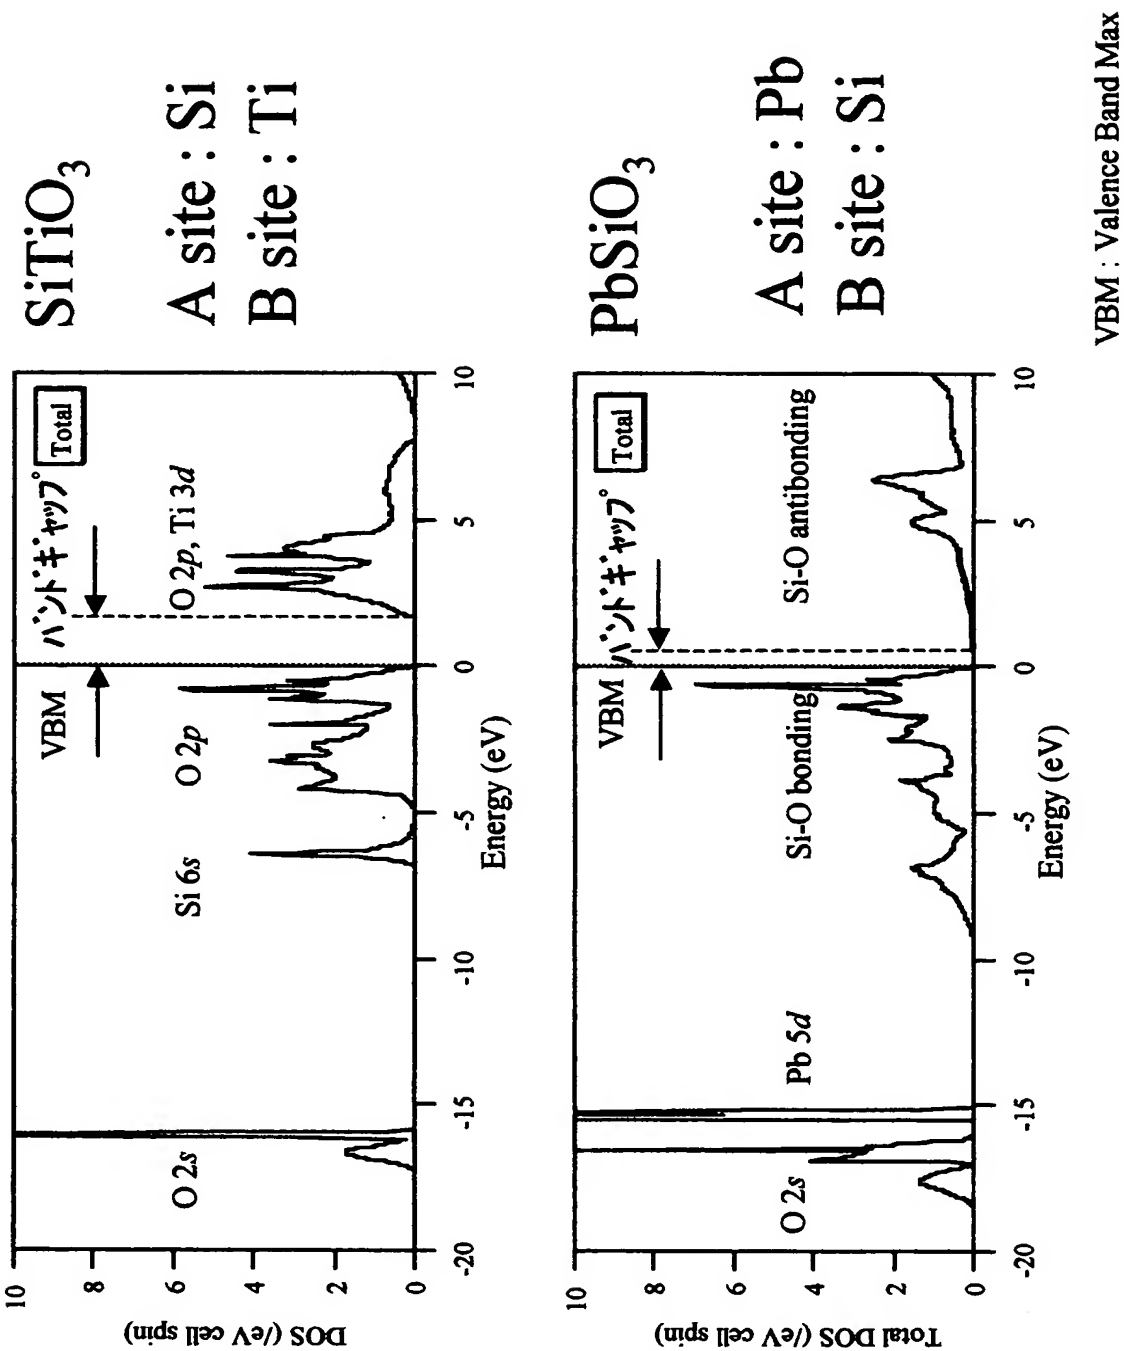 SiTiO3
A site : Si
B site : Ti
Total
バンドギャップ
VBM
O 2p, Ti 3d
O 2p
Si 6s
O 2s
10
8
6
4
2
0
DOS (/eV cell spin)
-20
-15
-10
-5
0
5
10
Energy (eV)
PbSiO3
A site : Pb
B site : Si
Total
バンドギャップ
VBM
Si-O antibonding
Si-O bonding
Pb 5d
O 2s
10
8
6
4
2
0
Total DOS (/eV cell spin)
-20
-15
-10
-5
0
5
10
Energy (eV)
VBM : Valence Band Max